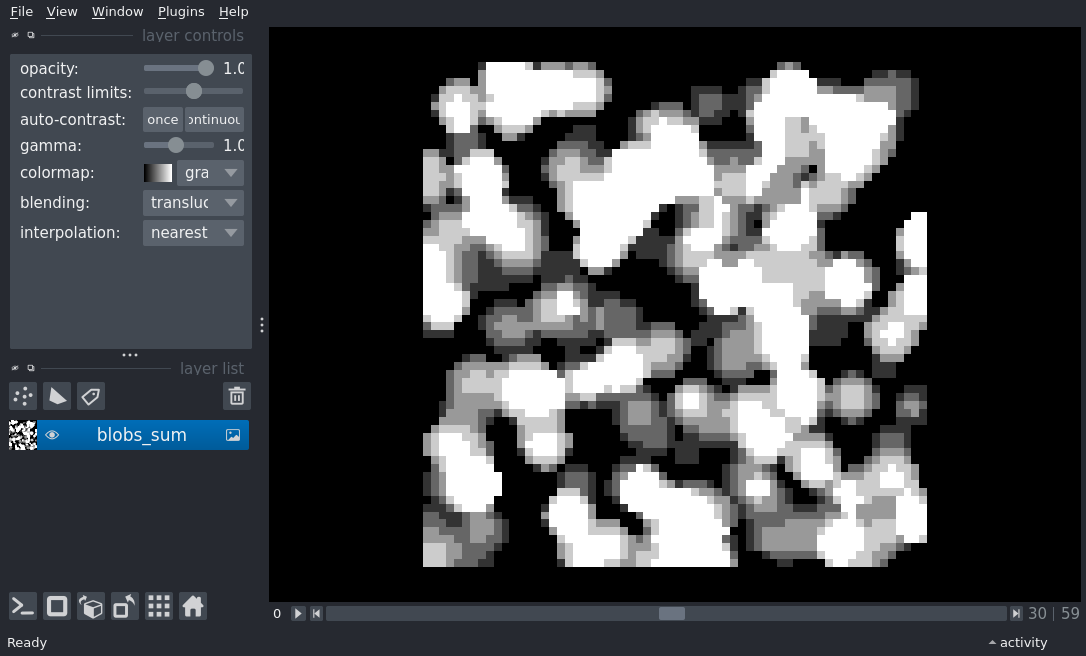 File View Window Plugins Help
layer controls
opacity: 1.0
contrast limits:
auto-contrast: once ontinuou
gamma: 1.0
colormap: gra
blending: transluc
interpolation: nearest
layer list
blobs_sum
0 30 | 59
Ready activity